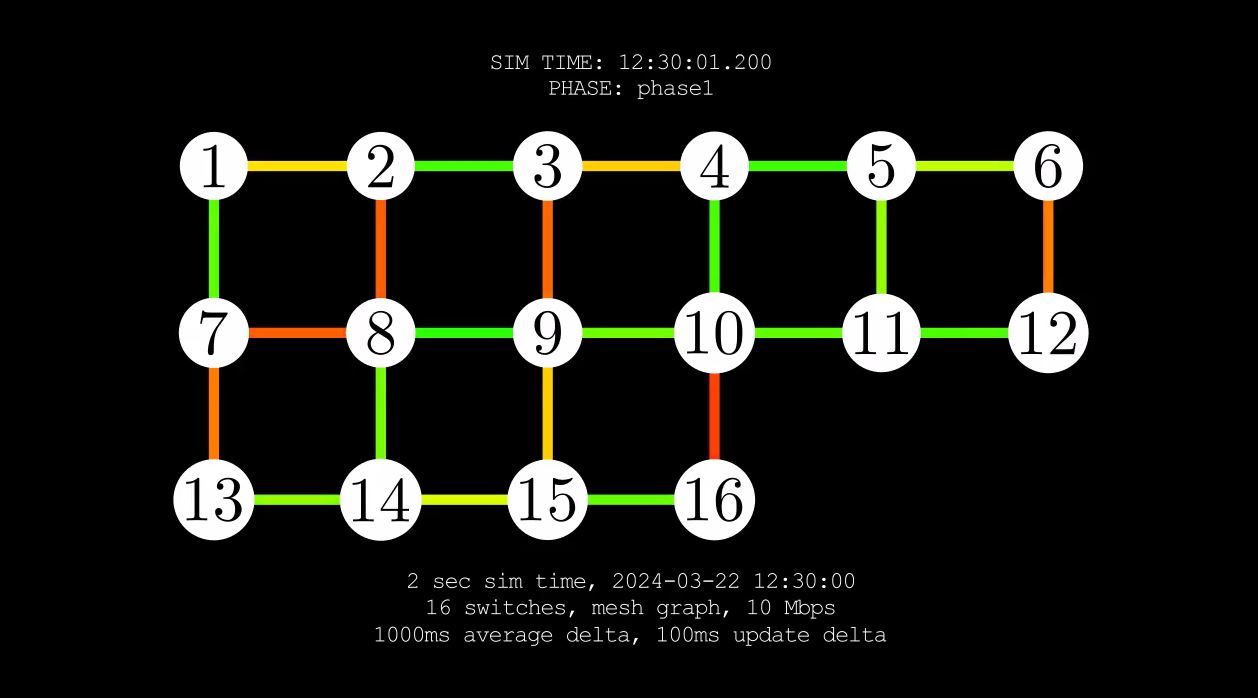 SIM TIME: 12:30:01.200
PHASE: phase1
1 2 3 4 5 6
7 8 9 10 11 12
13 14 15 16
2 sec sim time, 2024-03-22 12:30:00
16 switches, mesh graph, 10 Mbps
1000ms average delta, 100ms update delta